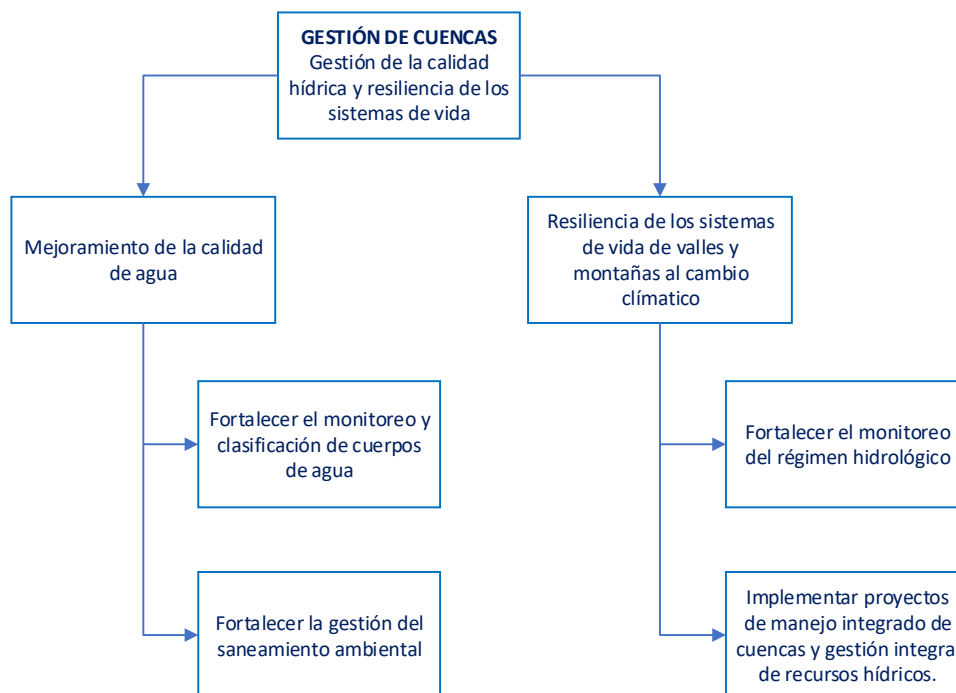 GESTIÓN DE CUENCAS
Gestión de la calidad
hídrica y resiliencia de los
sistemas de vida
Mejoramiento de la calidad
de agua
Resiliencia de los sistemas
de vida de valles y
montañas al cambio
clímatico
Fortalecer el monitoreo y
clasificación de cuerpos
de agua
Fortalecer el monitoreo
del régimen hidrológico
Fortalecer la gestión del
saneamiento ambiental
Implementar proyectos
de manejo integrado de
cuencas y gestión integra
de recursos hídricos.